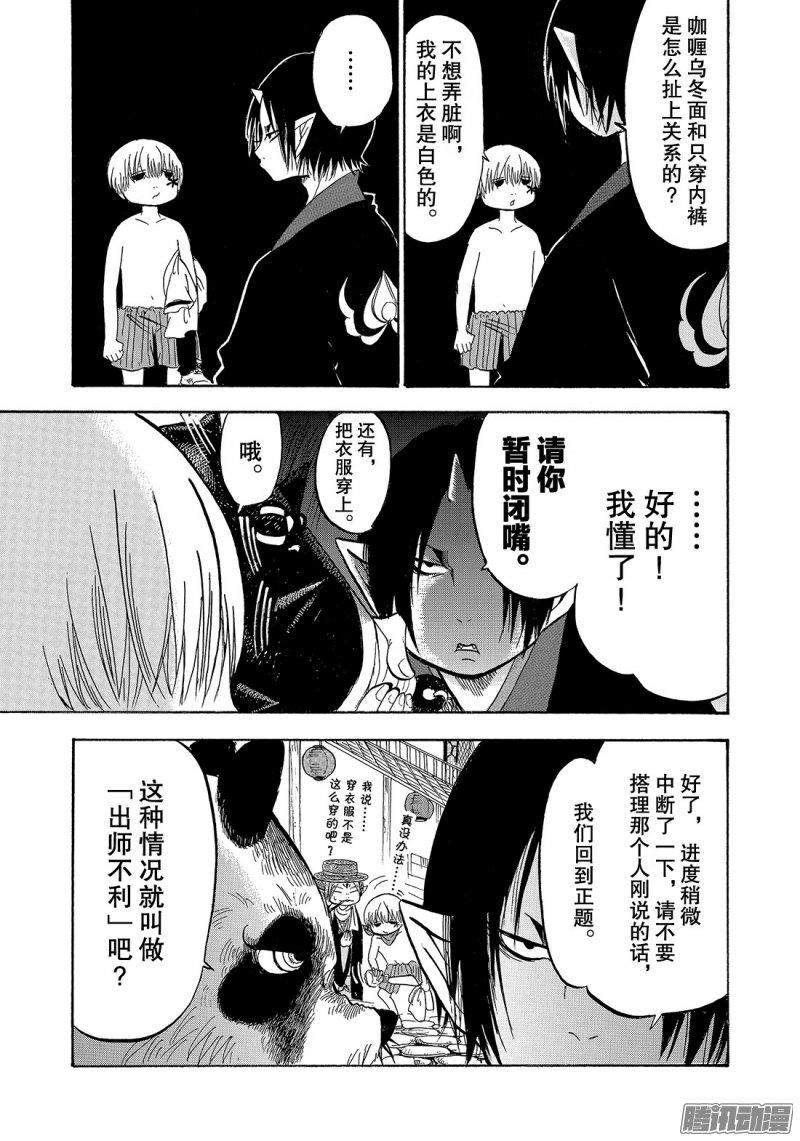 咖喱乌冬面和只穿内裤
是怎么扯上关系的？
不想弄脏啊，
我的上衣是白色的。
……
……
好的！
我懂了！
请你
暂时闭嘴。
还有，
把衣服穿上。
哦。
好了，进度稍微
中断了一下，请不要
搭理那个人刚说的话，
我们回到正题。
真没办法…
我说……
穿衣服不是
这么穿的吧？
这种情况就叫做
「出师不利」吧？
腾讯动漫